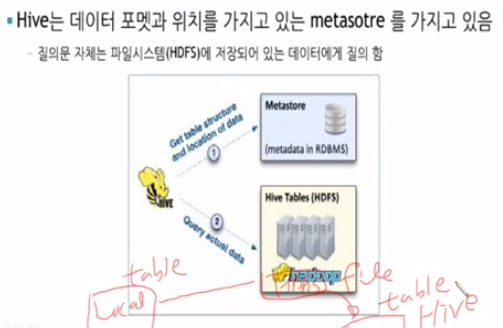 ▪Hive는 데이터 포멧과 위치를 가지고 있는 metasotre 를 가지고 있음
- 질의문 자체는 파일시스템(HDFS)에 저장되어 있는 데이터에게 질의 함
Get table structure
and location of data
1
Metastore
(metadata in RDBMS)
HIVE
2
Query actual data
Hive Tables (HDFS)
hadoop
table
Local
file
table
Hive